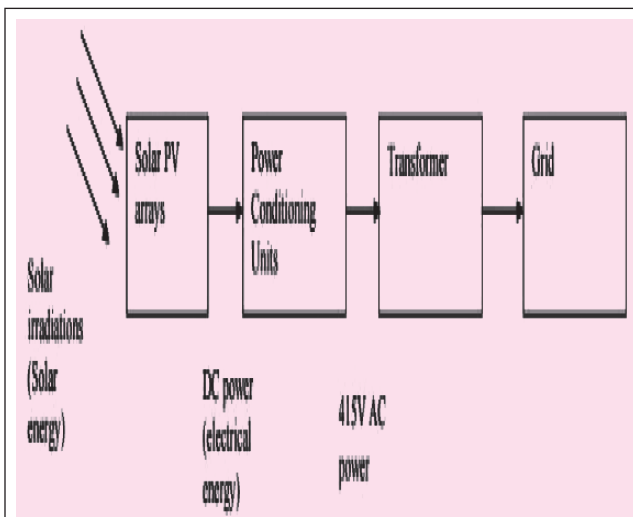 Solar PV
arrays
Power
Conditioning
Units
Transformer
Grid
Solar
irradiations
(Solar
energy)
DC power
(electrical
energy)
415V AC
power